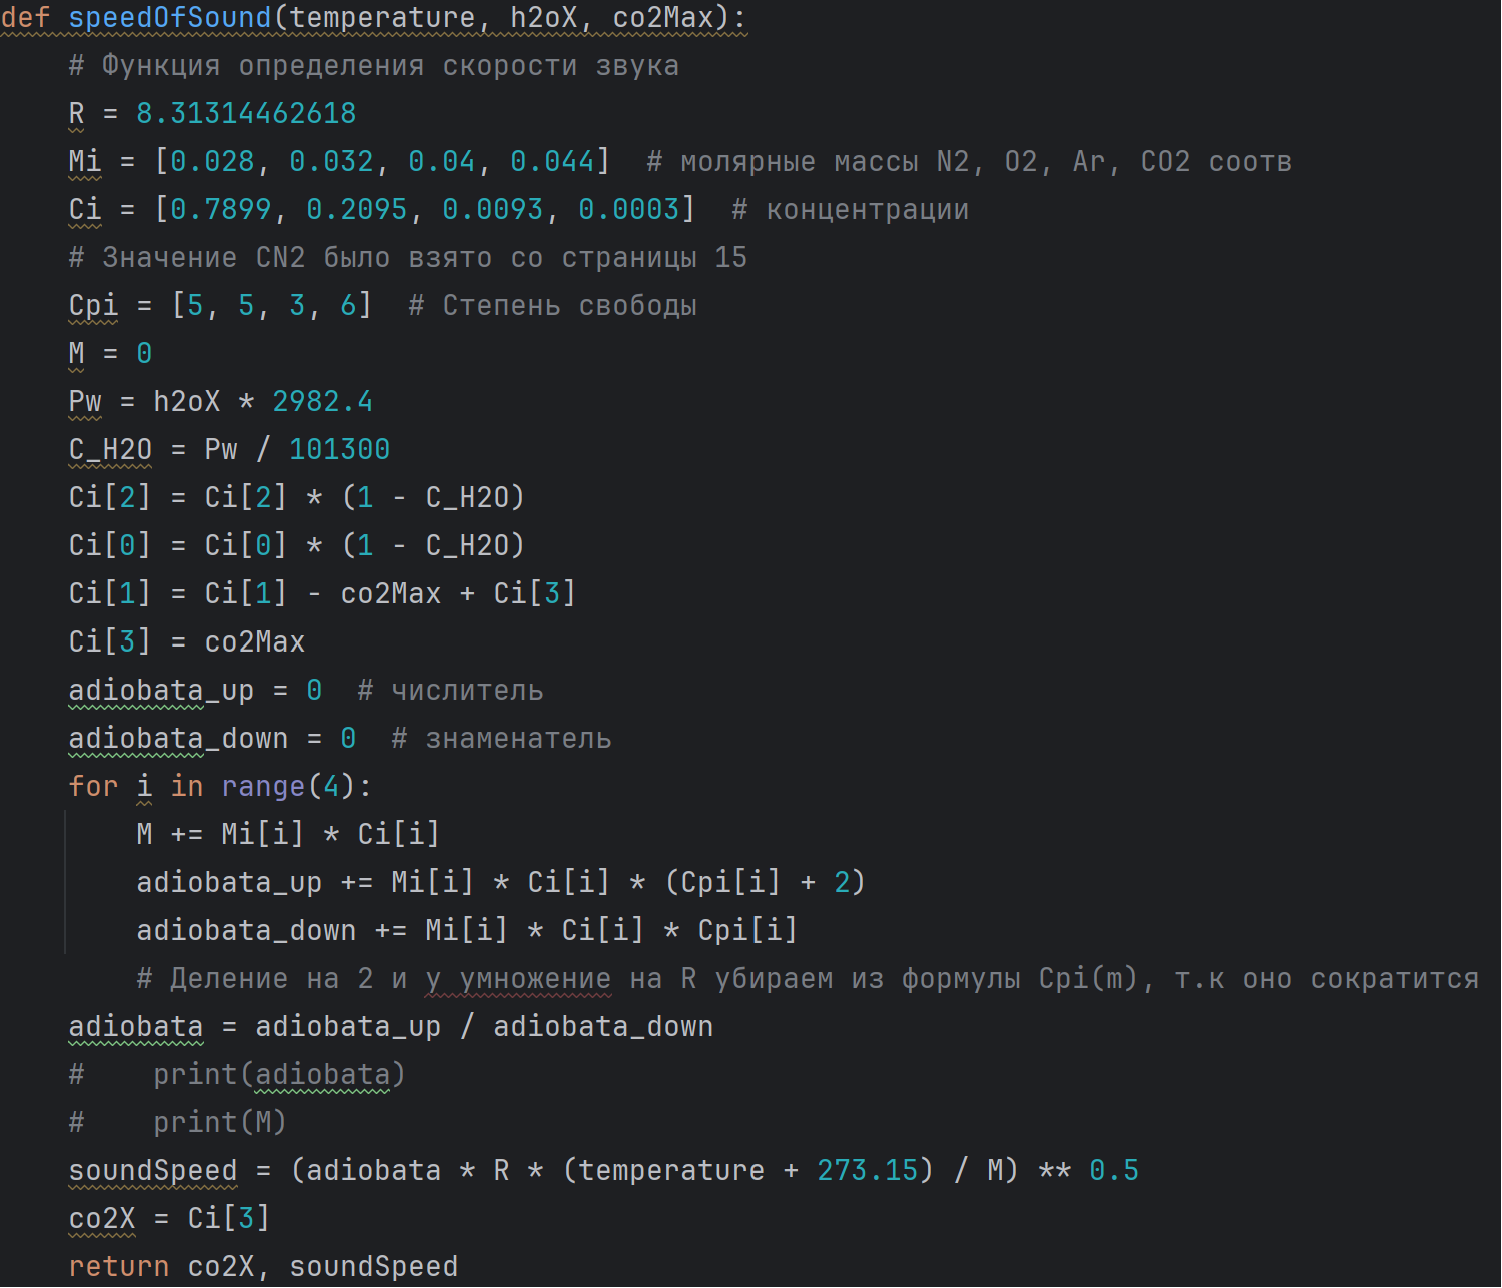 def speedOfSound(temperature, h2oX, co2Max):
    # Функция определения скорости звука
    R = 8.31314462618
    Mi = [0.028, 0.032, 0.04, 0.044]  # молярные массы N2, O2, Ar, CO2 соотв
    Ci = [0.7899, 0.2095, 0.0093, 0.0003]  # концентрации
    # Значение CN2 было взято со страницы 15
    Cpi = [5, 5, 3, 6]  # Степень свободы
    M = 0
    Pw = h2oX * 2982.4
    C_H2O = Pw / 101300
    Ci[2] = Ci[2] * (1 - C_H2O)
    Ci[0] = Ci[0] * (1 - C_H2O)
    Ci[1] = Ci[1] - co2Max + Ci[3]
    Ci[3] = co2Max
    adiobata_up = 0  # числитель
    adiobata_down = 0  # знаменатель
    for i in range(4):
        M += Mi[i] * Ci[i]
        adiobata_up += Mi[i] * Ci[i] * (Cpi[i] + 2)
        adiobata_down += Mi[i] * Ci[i] * Cpi[i]
        # Деление на 2 и у умножение на R убираем из формулы Cpi(m), т.к оно сократится
    adiobata = adiobata_up / adiobata_down
    #    print(adiobata)
    #    print(M)
    soundSpeed = (adiobata * R * (temperature + 273.15) / M) ** 0.5
    co2X = Ci[3]
    return co2X, soundSpeed